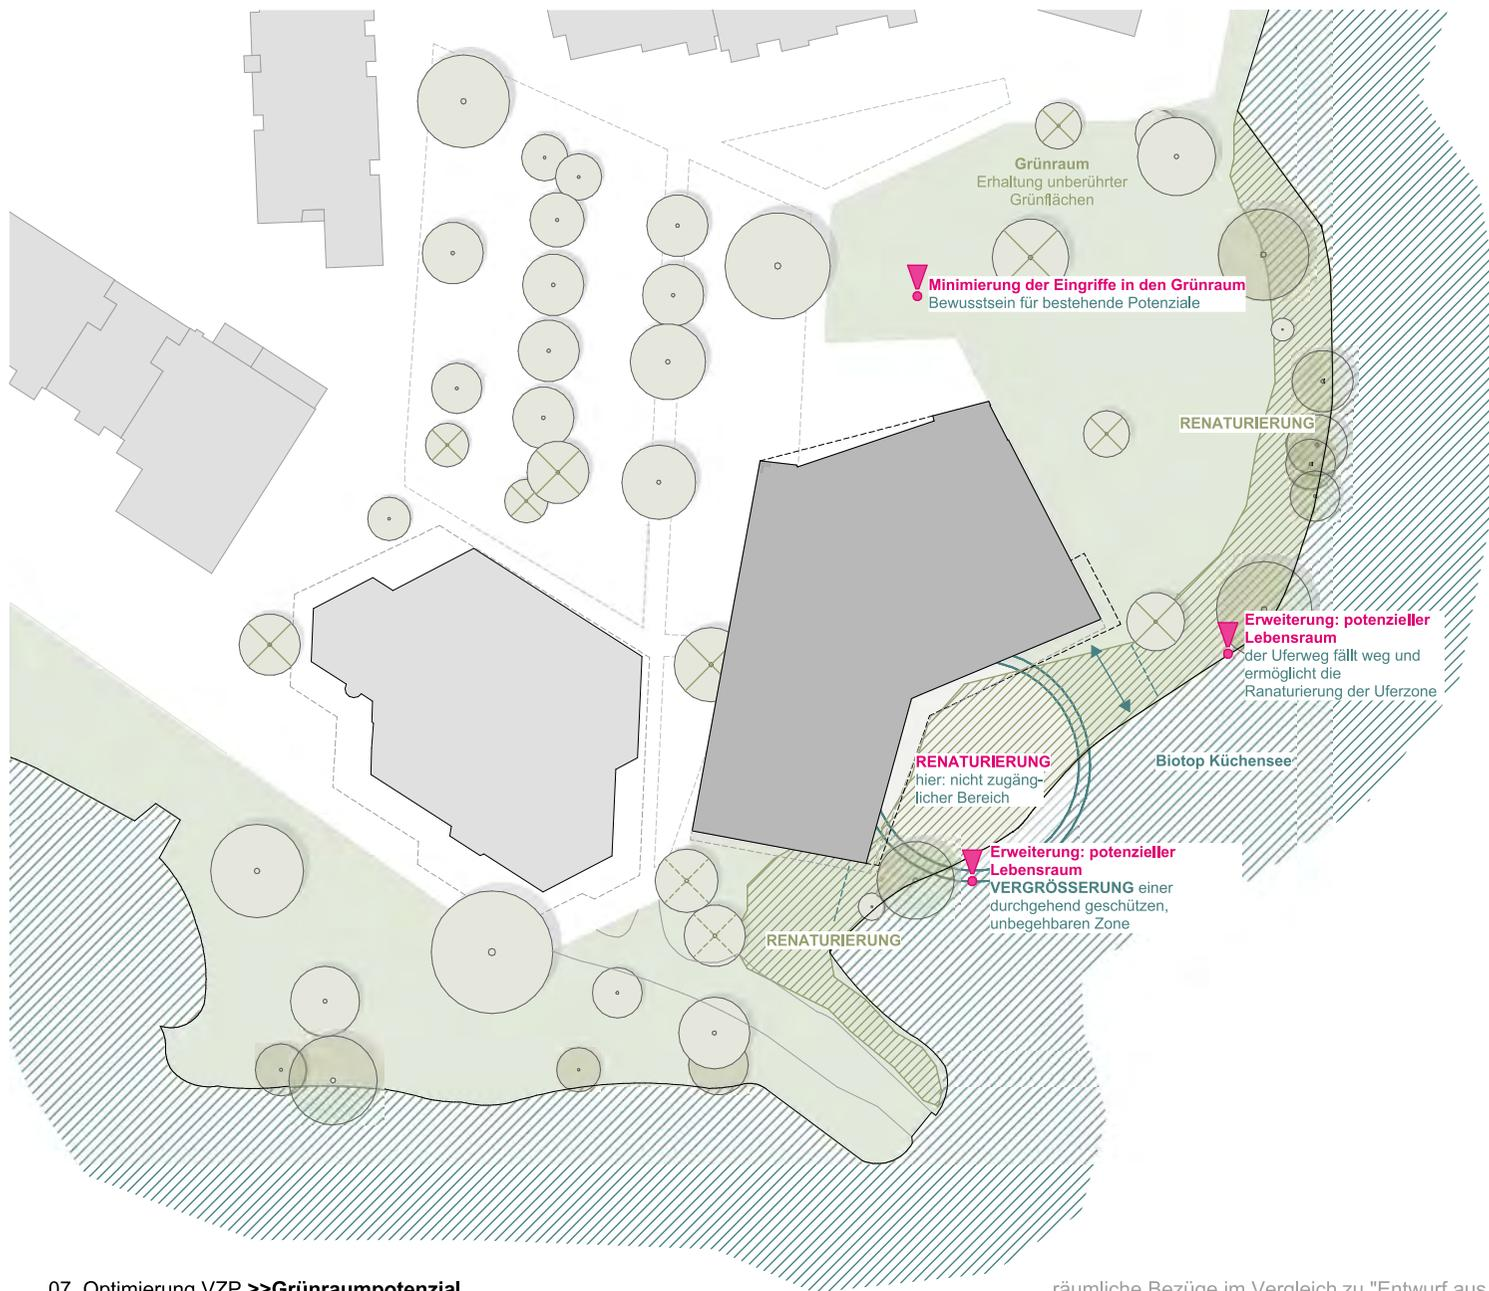 Grünraum
Erhaltung unberührter
Grünflächen
Minimierung der Eingriffe in den Grünraum
Bewusstsein für bestehende Potenziale
RENATURIERUNG
Erweiterung: potenzieller
Lebensraum
der Uferweg fällt weg und
ermöglicht die
Ranaturierung der Uferzone
RENATURIERUNG
hier: nicht zugäng-
licher Bereich
Biotop Küchensee
Erweiterung: potenzieller
Lebensraum
VERGRÖSSERUNG einer
durchgehend geschützen,
unbegehbaren Zone
RENATURIERUNG
07 Optimierung VZP >>Grünraumpotenzial
räumliche Bezüge im Vergleich zu "Entwurf aus